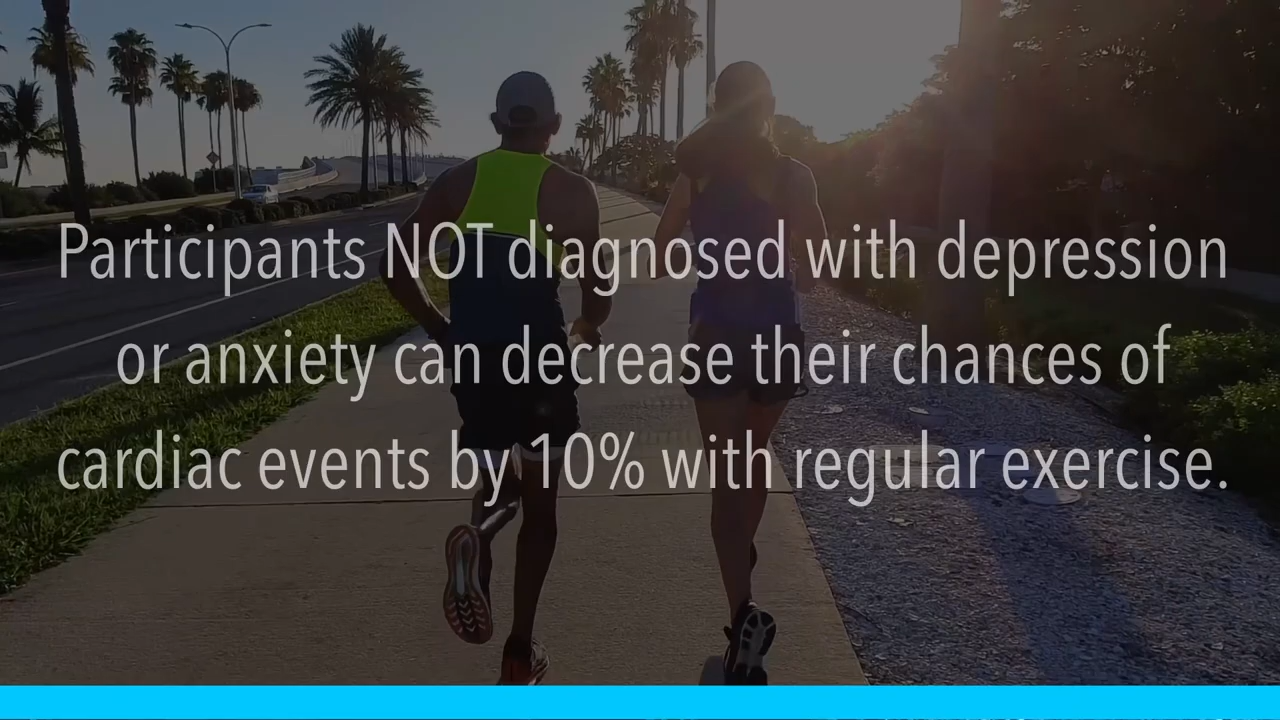 Participants NOT diagnosed with depression
or anxiety can decrease their chances of
cardiac events by 10% with regular exercise.